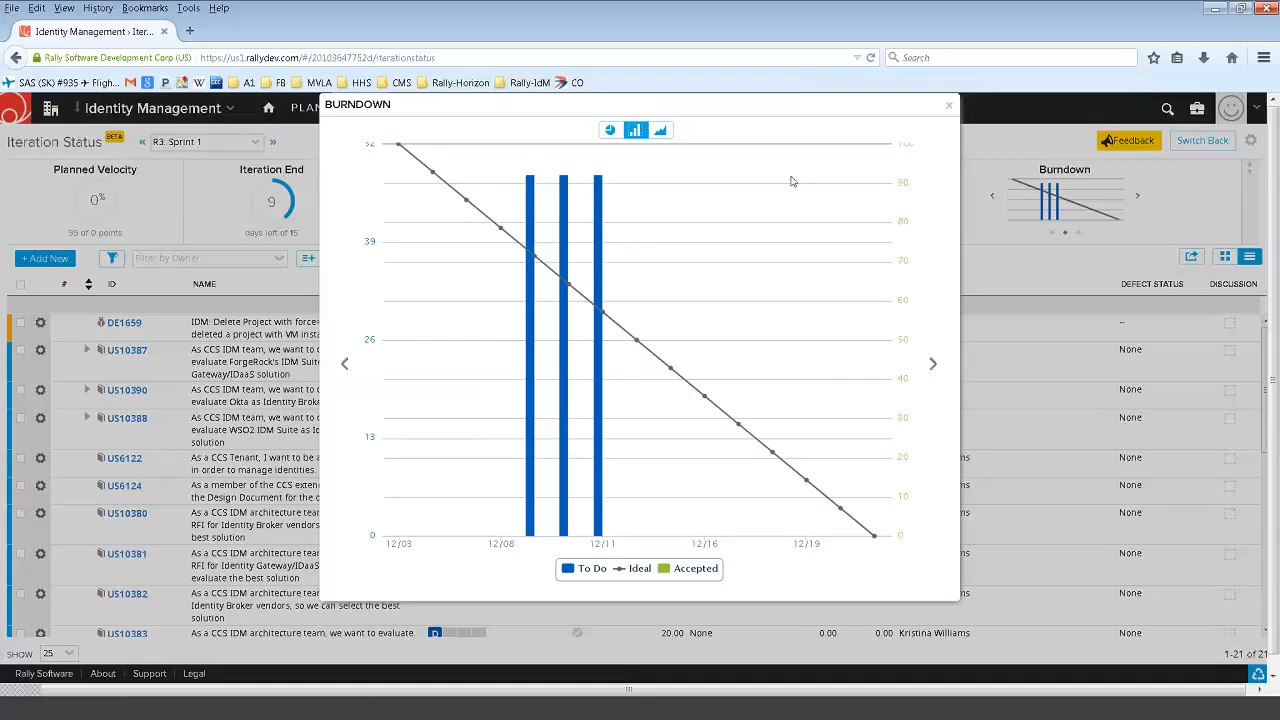 File Edit View History Bookmarks Tools Help
Identity Management › Iter...
Rally Software Development Corp (US) https://us1.rallydev.com/#/20103647752d/iterationstatus
Search
SAS (SK) #935 Fligh... A1 FB MVLA HHS CMS Rally-Horizon Rally-IdM CO
Identity Management PLAN
BURNDOWN
Iteration Status BETA « R3: Sprint 1 »
Feedback Switch Back
Planned Velocity
0%
99 of 0 points
Iteration End
9
days left of 15
Burndown
+ Add New Filter by Owner
# ID NAME DEFECT STATUS DISCUSSION
DE1659 IDM: Delete Project with force=
deleted a project with VM inst
--
US10387 As CCS IDM team, we want to
evaluate ForgeRock's IDM Suite
Gateway/IDaaS solution
None
US10390 As CCS IDM team, we want to
evaluate Okta as Identity Brok
None
US10388 As CCS IDM team, we want to
evaluate WSO2 IDM Suite as
solution
None
US6122 As a CCS Tenant, I want to be a
in order to manage identities.
None
US6124 As a member of the CCS exten
the Design Document for the
None
US10380 As a CCS IDM architecture team
RFI for Identity Broker vendors
best solution
None
US10381 As a CCS IDM architecture team
RFI for Identity Gateway/IDaaS
evaluate the best solution
None
US10382 As a CCS IDM architecture team
Identity Broker vendors, so we can select the best
solution
None
US10383 As a CCS IDM architecture team, we want to evaluate D 20.00 None 0.00 0.00 Kristina Williams None
52
39
26
13
0
100
90
80
70
60
50
40
30
20
10
0
12/03 12/08 12/11 12/16 12/19
To Do Ideal Accepted
SHOW 25 1-21 of 21
Rally Software About Support Legal